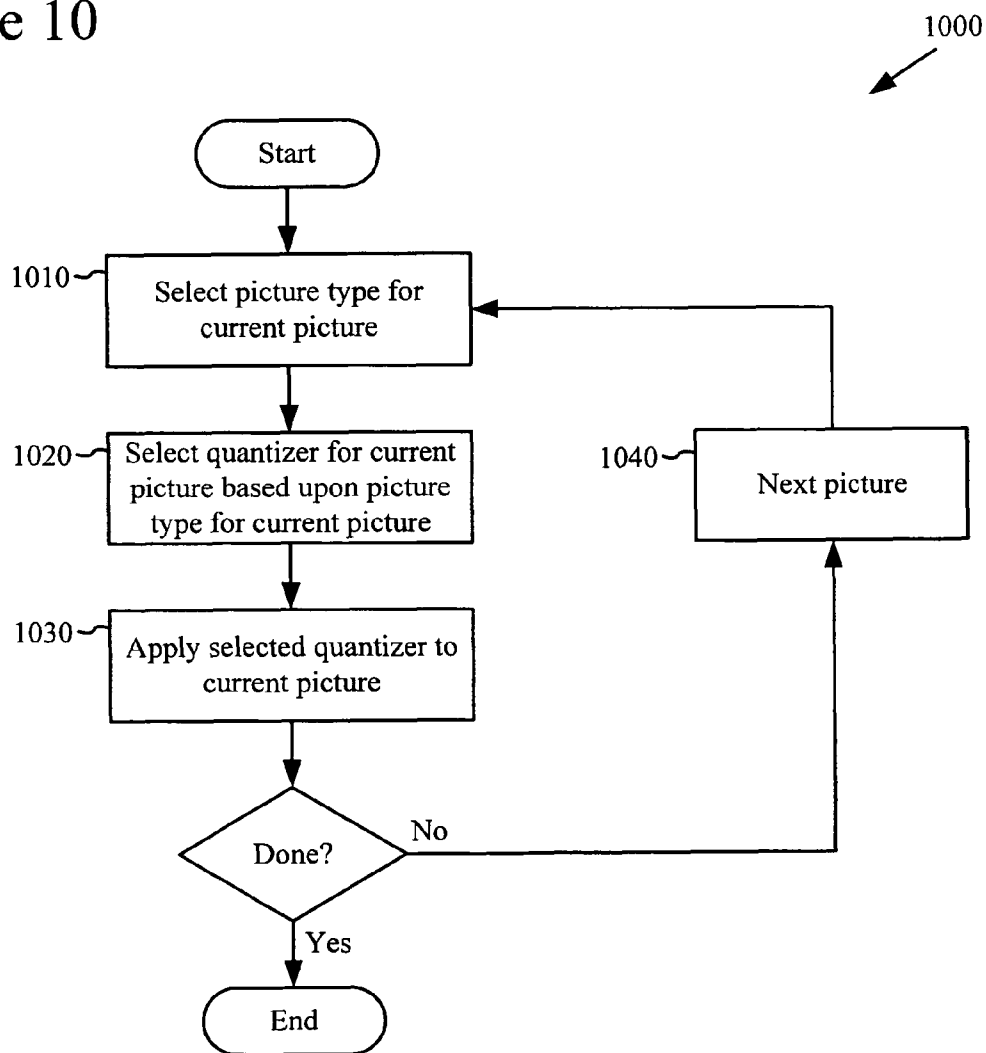 e 10
1000
Start
1010
Select picture type for
current picture
1020
Select quantizer for current
picture based upon picture
type for current picture
1040
Next picture
1030
Apply selected quantizer to
current picture
Done?
No
Yes
End